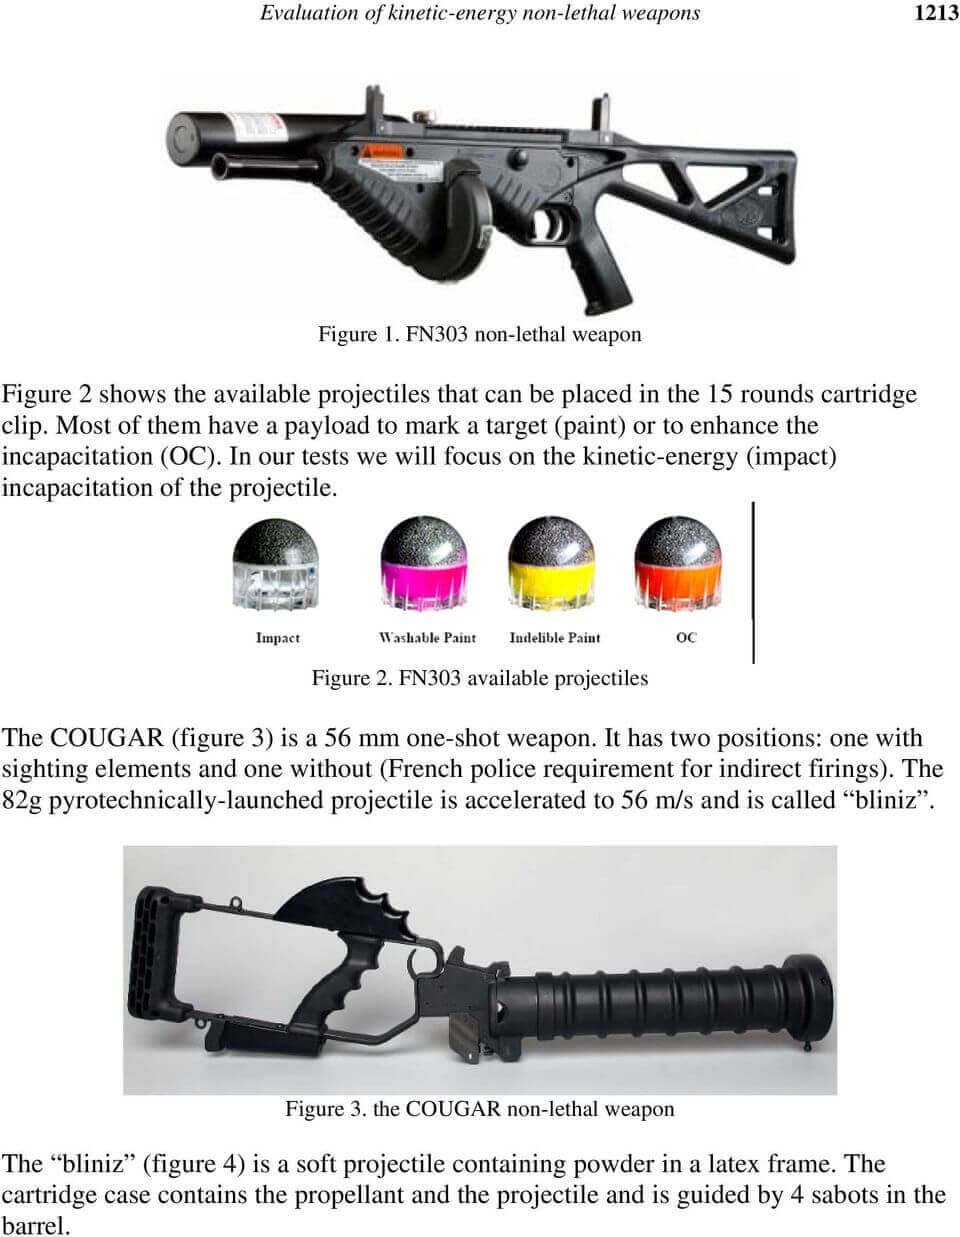 Evaluation of kinetic-energy non-lethal weapons 1213
Figure 1. FN303 non-lethal weapon
Figure 2 shows the available projectiles that can be placed in the 15 rounds cartridge
clip. Most of them have a payload to mark a target (paint) or to enhance the
incapacitation (OC). In our tests we will focus on the kinetic-energy (impact)
incapacitation of the projectile.
Impact Washable Paint Indelible Paint OC
Figure 2. FN303 available projectiles
The COUGAR (figure 3) is a 56 mm one-shot weapon. It has two positions: one with
sighting elements and one without (French police requirement for indirect firings). The
82g pyrotechnically-launched projectile is accelerated to 56 m/s and is called “bliniz”.
Figure 3. the COUGAR non-lethal weapon
The “bliniz” (figure 4) is a soft projectile containing powder in a latex frame. The
cartridge case contains the propellant and the projectile and is guided by 4 sabots in the
barrel.